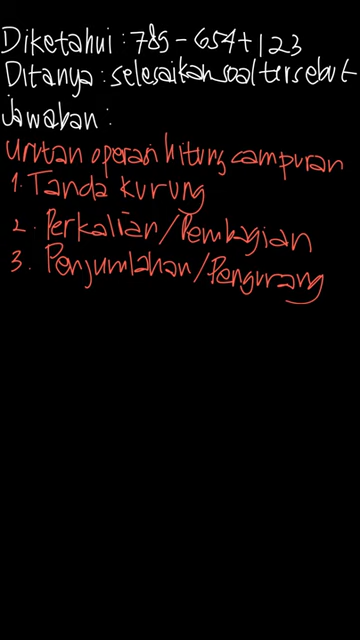 Diketahui : 789 - 654 + 123
Ditanya : selesaikan soal tersebut
Jawaban :
Urutan operasi hitung campuran
1. Tanda kurung
2. Perkalian / Pembagian
3. Penjumlahan / Pengurang